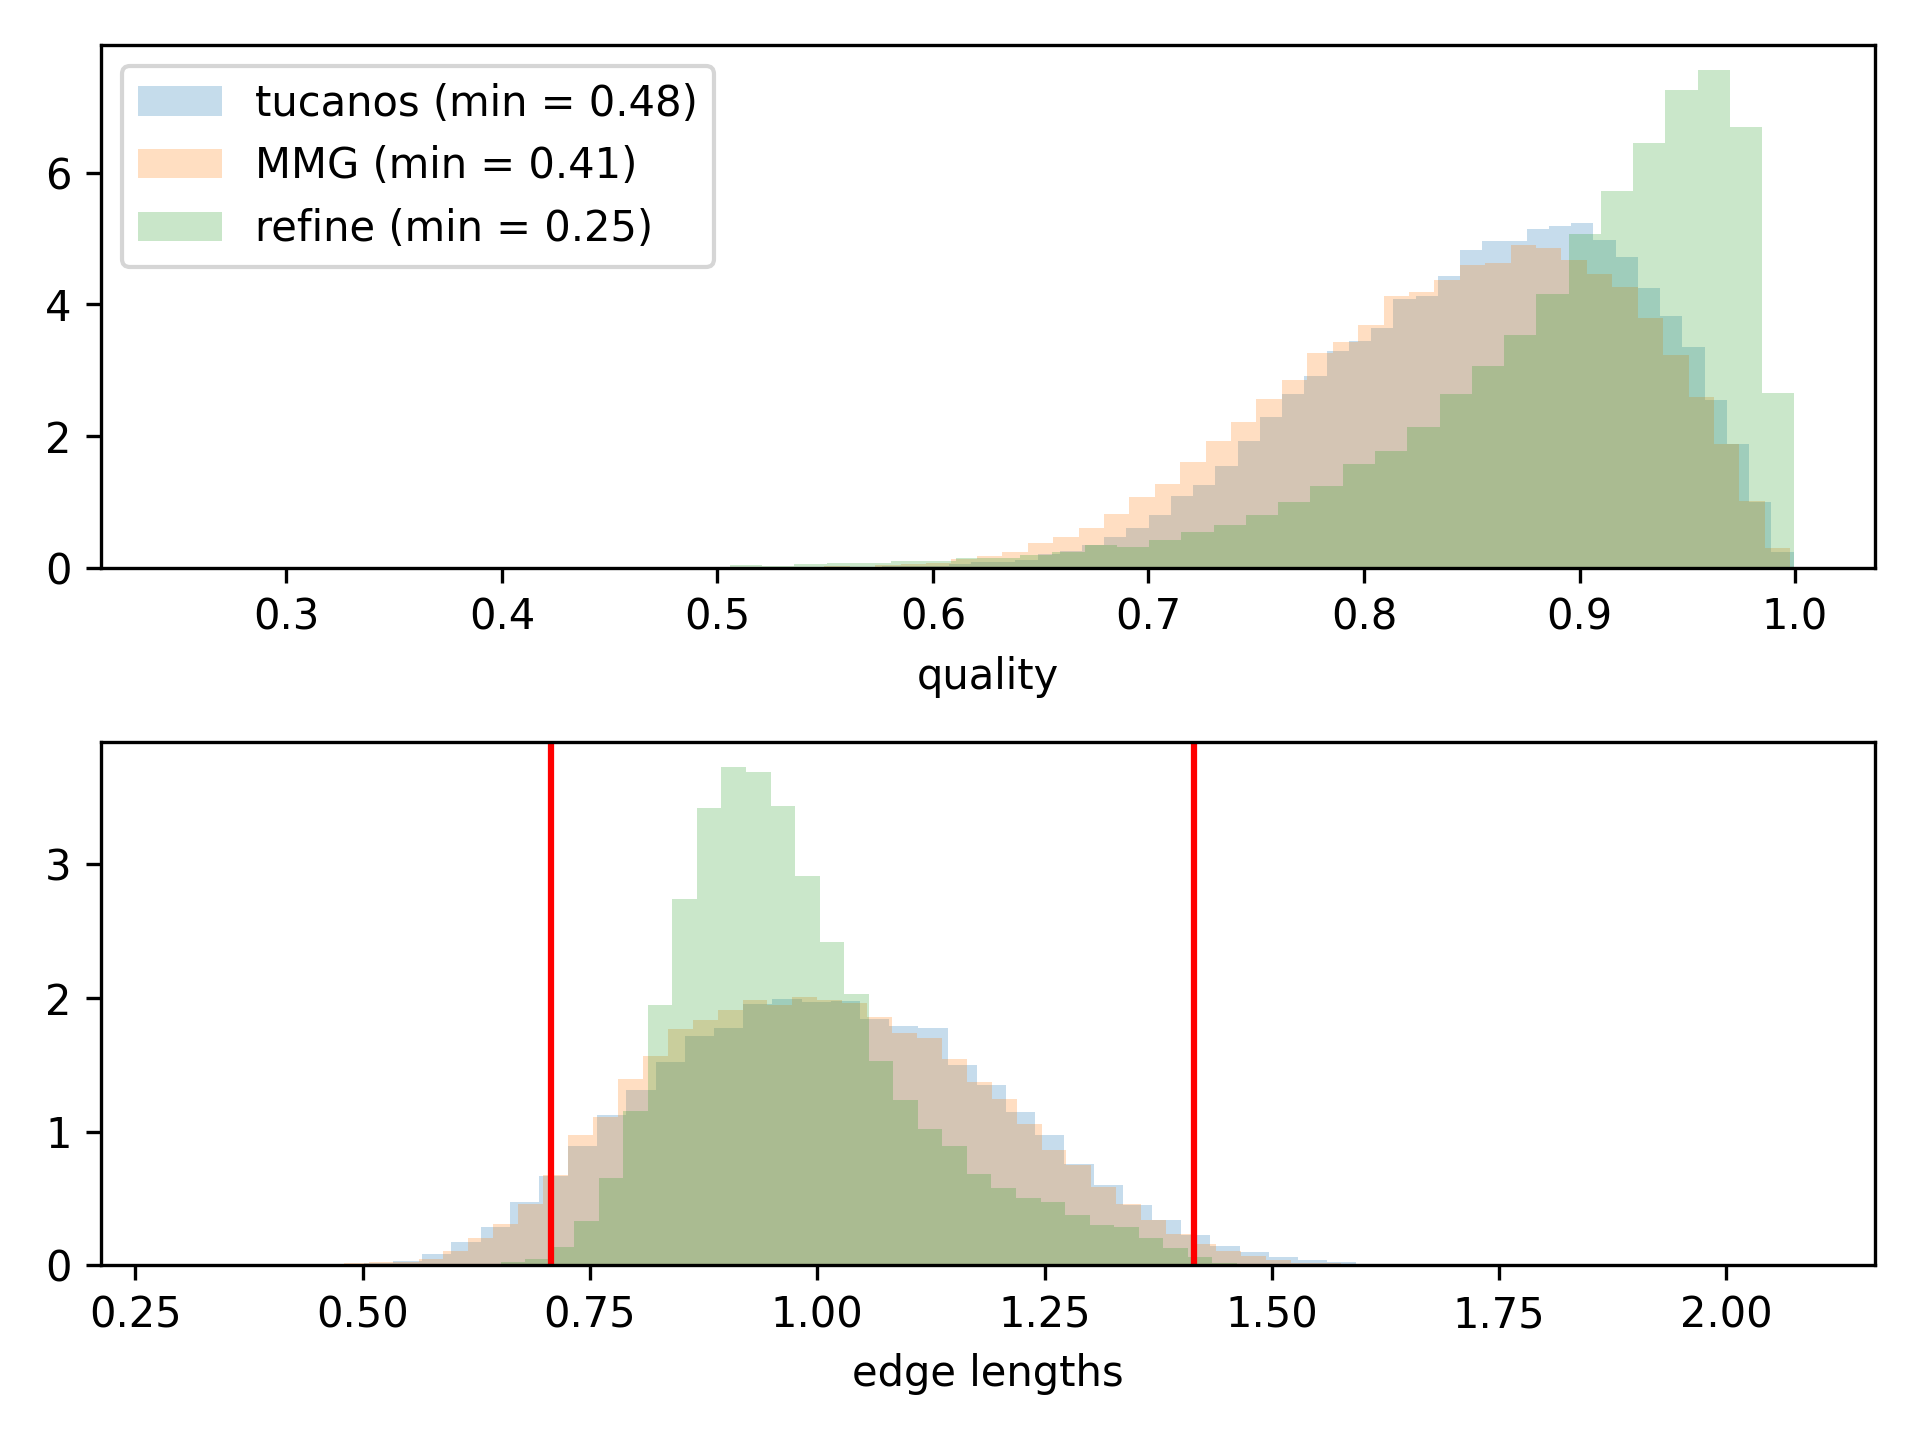 tucanos (min = 0.48)
MMG (min = 0.41)
refine (min = 0.25)
6
4
2
0
0.3 0.4 0.5 0.6 0.7 0.8 0.9 1.0
quality
3
2
1
0
0.25 0.50 0.75 1.00 1.25 1.50 1.75 2.00
edge lengths